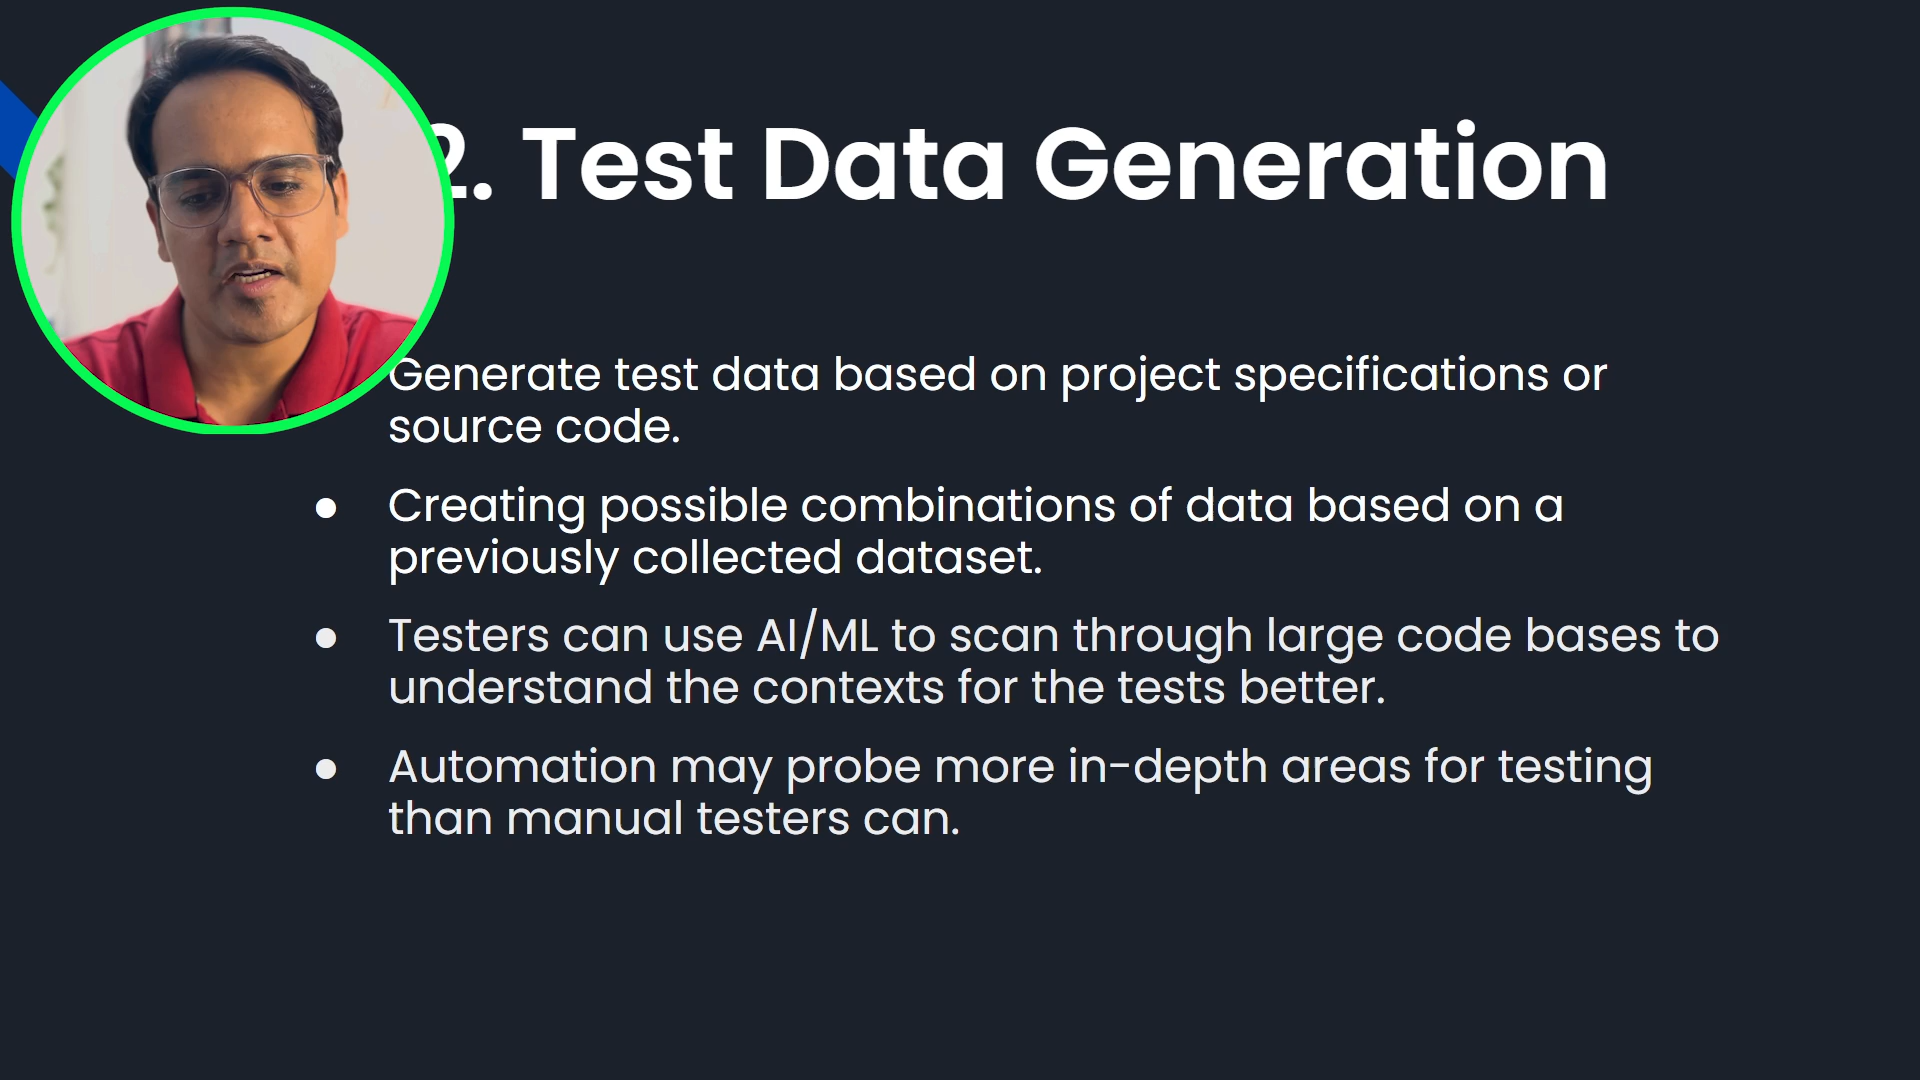 2. Test Data Generation
Generate test data based on project specifications or
source code.
● Creating possible combinations of data based on a
previously collected dataset.
● Testers can use AI/ML to scan through large code bases to
understand the contexts for the tests better.
● Automation may probe more in-depth areas for testing
than manual testers can.